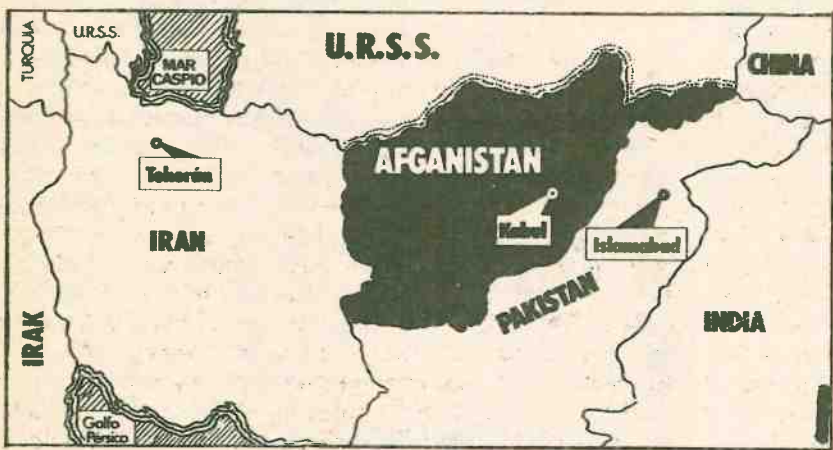 TURQUIA
U.R.S.S.
MAR
CASPIO
U.R.S.S.
CHINA
Teherán
AFGANISTAN
Kabul
Islamabad
IRAN
PAKISTAN
IRAK
INDIA
Golfo
Pérsico